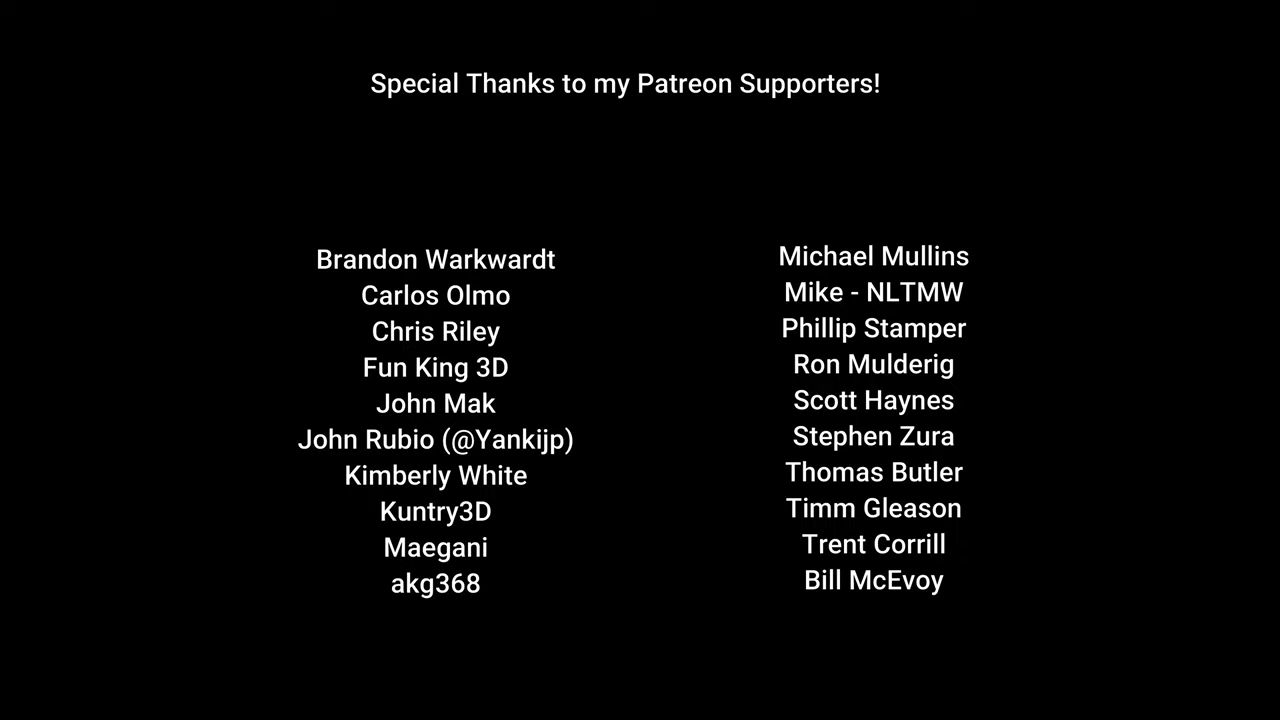 Special Thanks to my Patreon Supporters!
Brandon Warkwardt
Carlos Olmo
Chris Riley
Fun King 3D
John Mak
John Rubio (@Yankijp)
Kimberly White
Kuntry3D
Maegani
akg368
Michael Mullins
Mike - NLTMW
Phillip Stamper
Ron Mulderig
Scott Haynes
Stephen Zura
Thomas Butler
Timm Gleason
Trent Corrill
Bill McEvoy